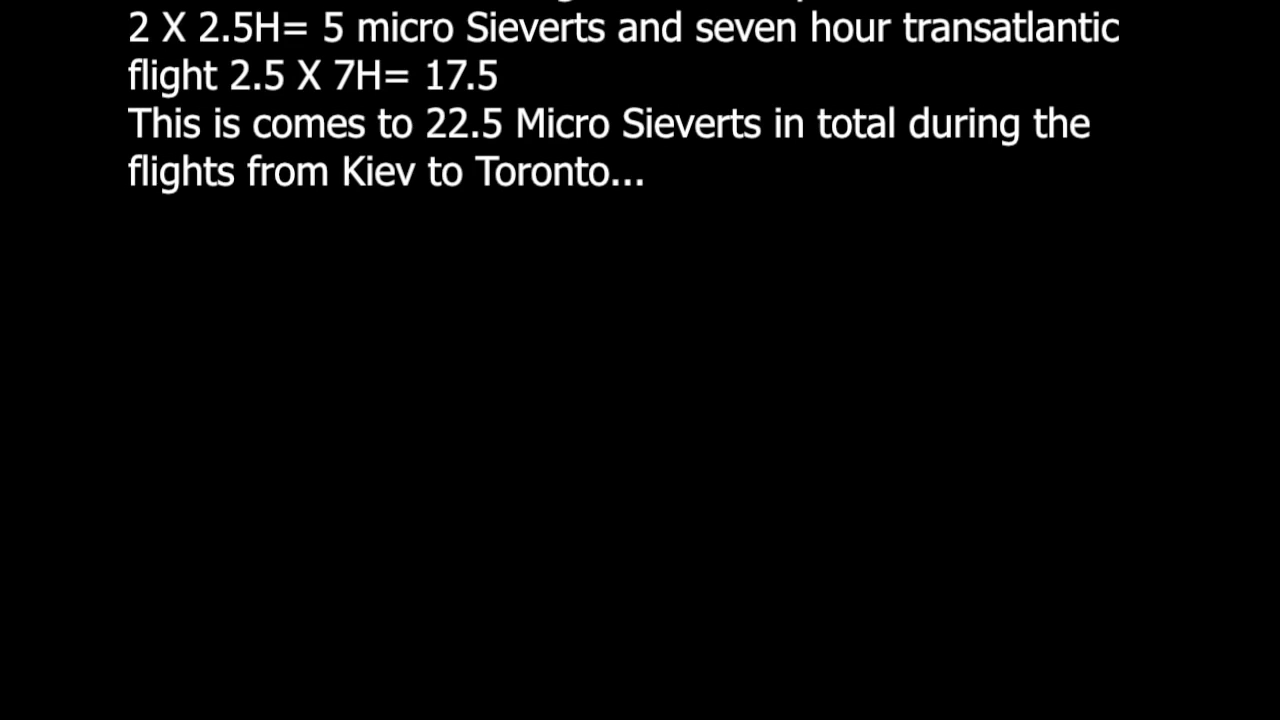 2 X 2.5H= 5 micro Sieverts and seven hour transatlantic
flight 2.5 X 7H= 17.5
This is comes to 22.5 Micro Sieverts in total during the
flights from Kiev to Toronto...